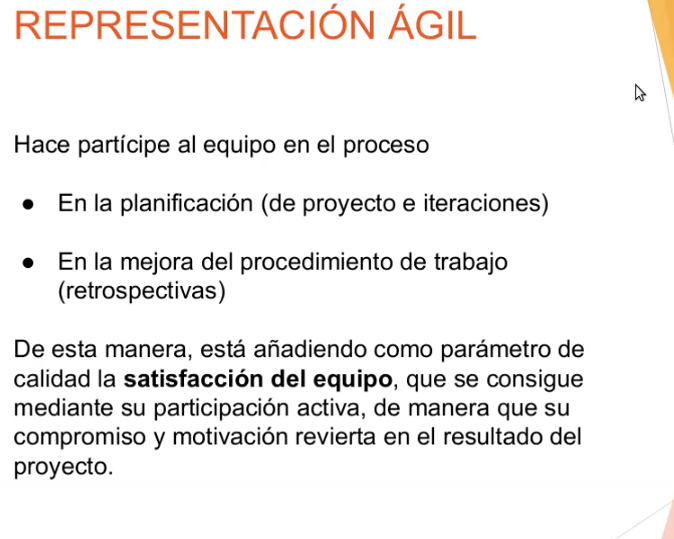 REPRESENTACIÓN ÁGIL
Hace partícipe al equipo en el proceso
● En la planificación (de proyecto e iteraciones)
● En la mejora del procedimiento de trabajo
(retrospectivas)
De esta manera, está añadiendo como parámetro de
calidad la satisfacción del equipo, que se consigue
mediante su participación activa, de manera que su
compromiso y motivación revierta en el resultado del
proyecto.